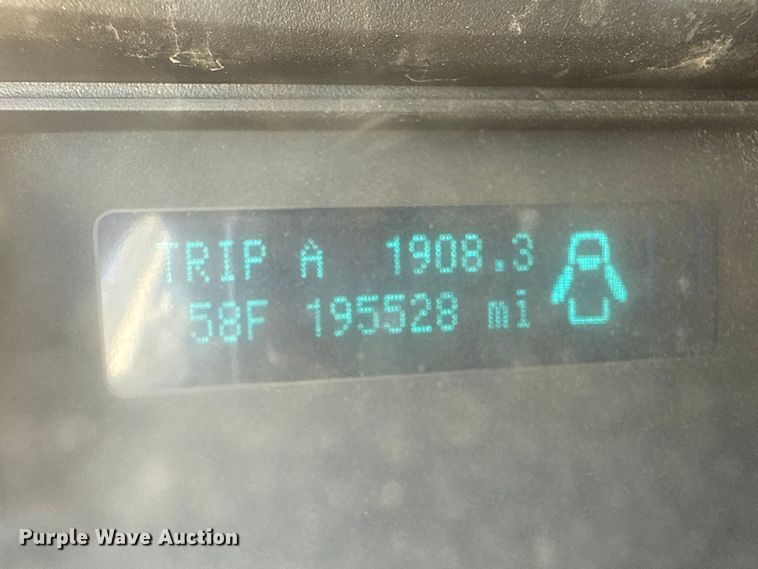 TRIP A 1908.3
58F 195528 mi
Purple Wave Auction